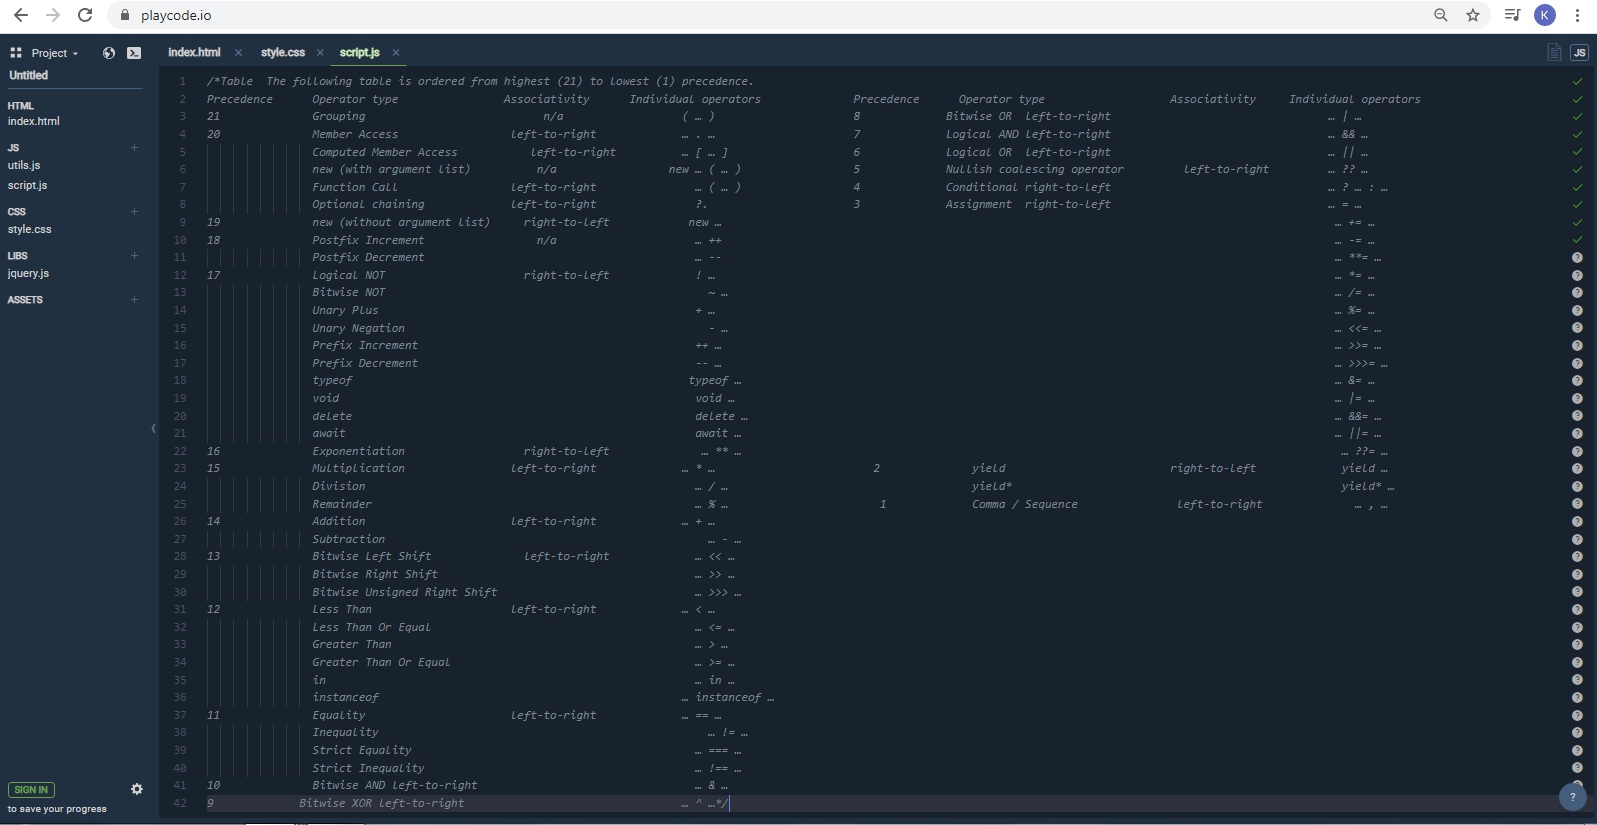 playcode.io
K
Project
index.html
style.css
script.js
JS
Untitled
HTML
index.html
JS
utils.js
script.js
CSS
style.css
LIBS
jquery.js
ASSETS
SIGN IN
to save your progress
1 /*Table The following table is ordered from highest (21) to lowest (1) precedence.
2 Precedence Operator type Associativity Individual operators Precedence Operator type Associativity Individual operators
3 21 Grouping n/a ( … ) 8 Bitwise OR left-to-right … | …
4 20 Member Access left-to-right … . … 7 Logical AND left-to-right … && …
5 Computed Member Access left-to-right … [ … ] 6 Logical OR left-to-right … || …
6 new (with argument list) n/a new … ( … ) 5 Nullish coalescing operator left-to-right … ?? …
7 Function Call left-to-right … ( … ) 4 Conditional right-to-left … ? … : …
8 Optional chaining left-to-right ?. 3 Assignment right-to-left … = …
9 19 new (without argument list) right-to-left new … … += …
10 18 Postfix Increment n/a … ++ … -= …
11 Postfix Decrement … -- … **= …
12 17 Logical NOT right-to-left ! … … *= …
13 Bitwise NOT ~ … … /= …
14 Unary Plus + … … %= …
15 Unary Negation - … … <<= …
16 Prefix Increment ++ … … >>= …
17 Prefix Decrement -- … … >>>= …
18 typeof typeof … … &= …
19 void void … … |= …
20 delete delete … … &&= …
21 await await … … ||= …
22 16 Exponentiation right-to-left … ** … … ??= …
23 15 Multiplication left-to-right … * … 2 yield right-to-left yield …
24 Division … / … yield* yield* …
25 Remainder … % … 1 Comma / Sequence left-to-right … , …
26 14 Addition left-to-right … + …
27 Subtraction … - …
28 13 Bitwise Left Shift left-to-right … << …
29 Bitwise Right Shift … >> …
30 Bitwise Unsigned Right Shift … >>> …
31 12 Less Than left-to-right … < …
32 Less Than Or Equal … <= …
33 Greater Than … > …
34 Greater Than Or Equal … >= …
35 in … in …
36 instanceof … instanceof …
37 11 Equality left-to-right … == …
38 Inequality … != …
39 Strict Equality … === …
40 Strict Inequality … !== …
41 10 Bitwise AND left-to-right … & …
42 9 Bitwise XOR left-to-right … ^ …*/
?